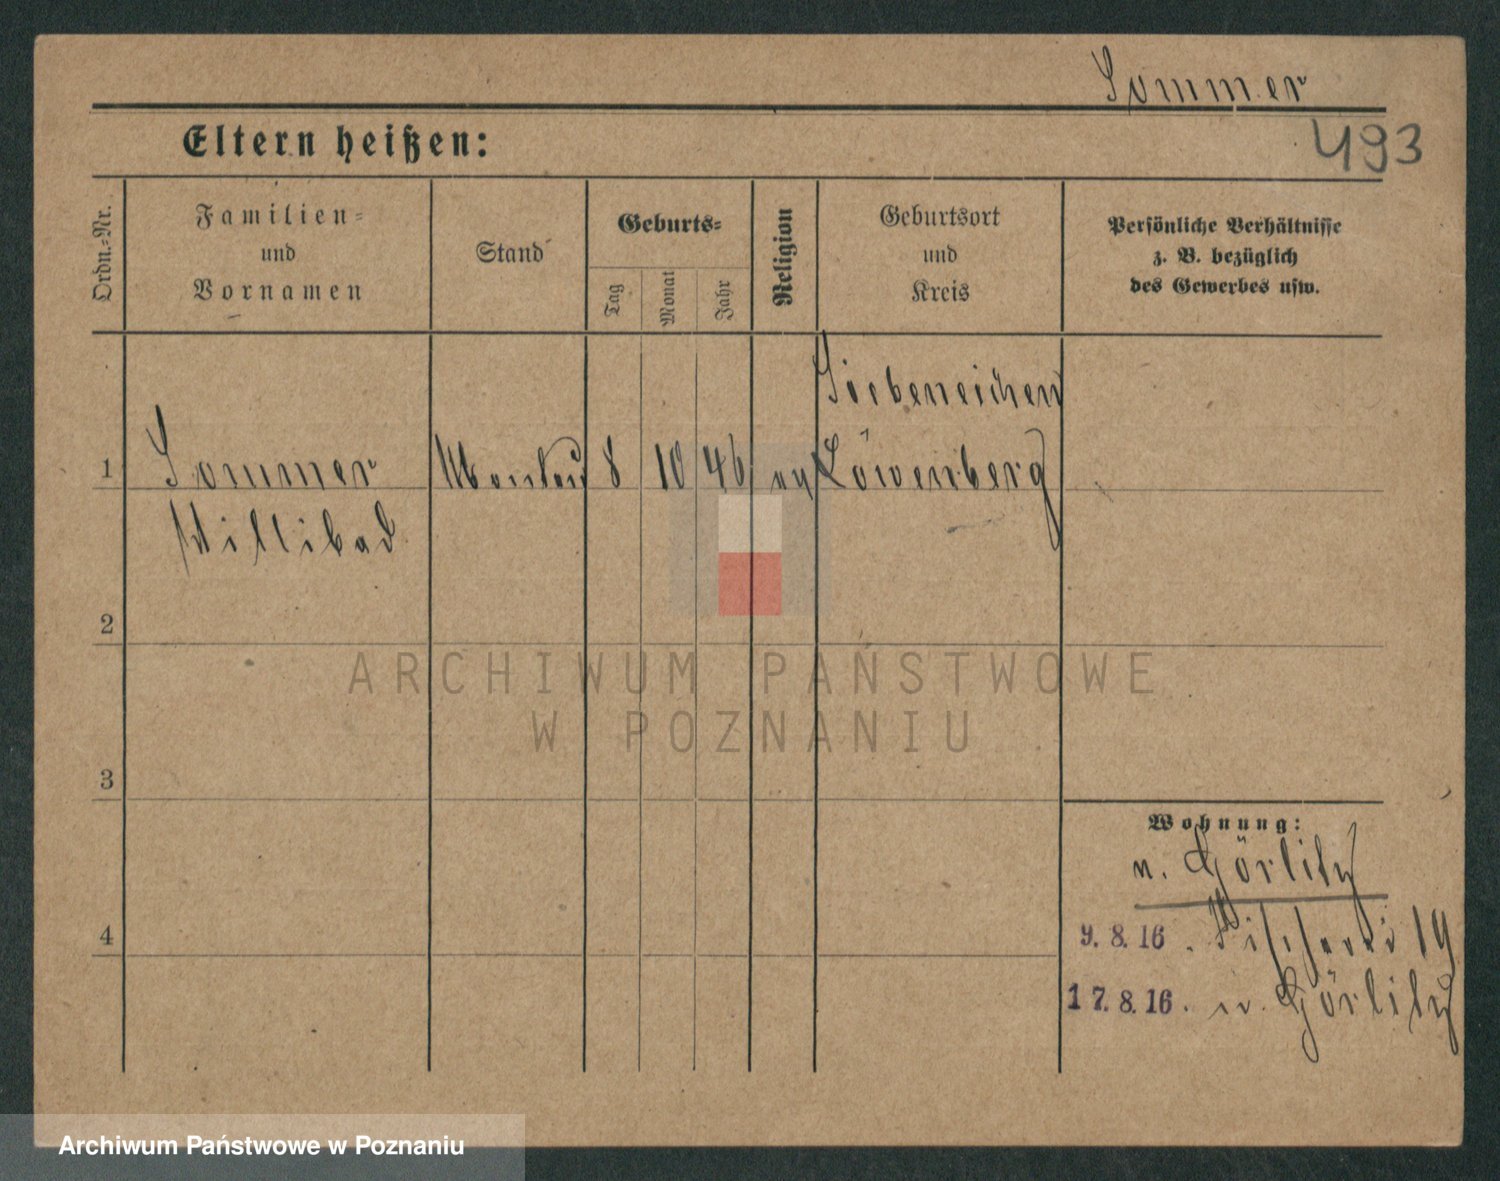 Sommer
493
Eltern heißen:
Ordn.-Nr.
Familien- und Vornamen
Stand
Geburts-
Tag
Monat
Jahr
Religion
Geburtsort und Kreis
Persönliche Verhältnisse z. B. bezüglich des Gewerbes usw.
Siebeneichen
1 Sommer 8 10 46 Löwenberg
Willibad
2
3
4
Wohnung:
n. Görlitz
9.8.16. Fischerei 19
17.8.16. n. Görlitz
ARCHIWUM PAŃSTWOWE
W POZNANIU
Archiwum Państwowe w Poznaniu